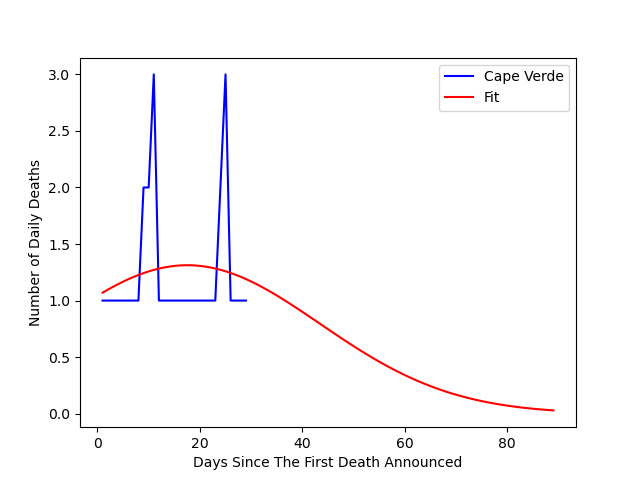 Cape Verde
Fit
Number of Daily Deaths
3.0
2.5
2.0
1.5
1.0
0.5
0.0
0 20 40 60 80
Days Since The First Death Announced